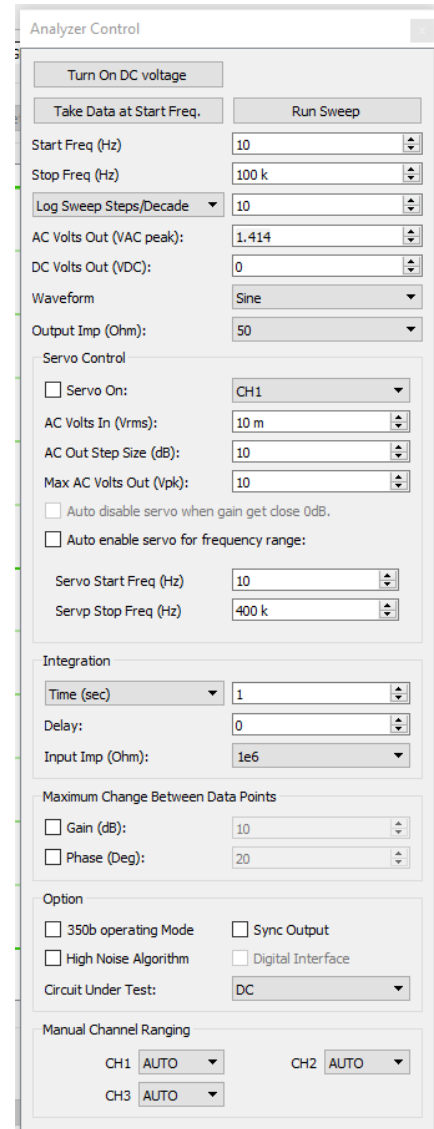 Analyzer Control
Turn On DC voltage
Take Data at Start Freq. Run Sweep
Start Freq (Hz) 10
Stop Freq (Hz) 100 k
Log Sweep Steps/Decade 10
AC Volts Out (VAC peak): 1.414
DC Volts Out (VDC): 0
Waveform Sine
Output Imp (Ohm): 50
Servo Control
Servo On: CH1
AC Volts In (Vrms): 10 m
AC Out Step Size (dB): 10
Max AC Volts Out (Vpk): 10
Auto disable servo when gain get close 0dB.
Auto enable servo for frequency range:
Servo Start Freq (Hz) 10
Servp Stop Freq (Hz) 400 k
Integration
Time (sec) 1
Delay: 0
Input Imp (Ohm): 1e6
Maximum Change Between Data Points
Gain (dB): 10
Phase (Deg): 20
Option
350b operating Mode Sync Output
High Noise Algorithm Digital Interface
Circuit Under Test: DC
Manual Channel Ranging
CH1 AUTO CH2 AUTO
CH3 AUTO